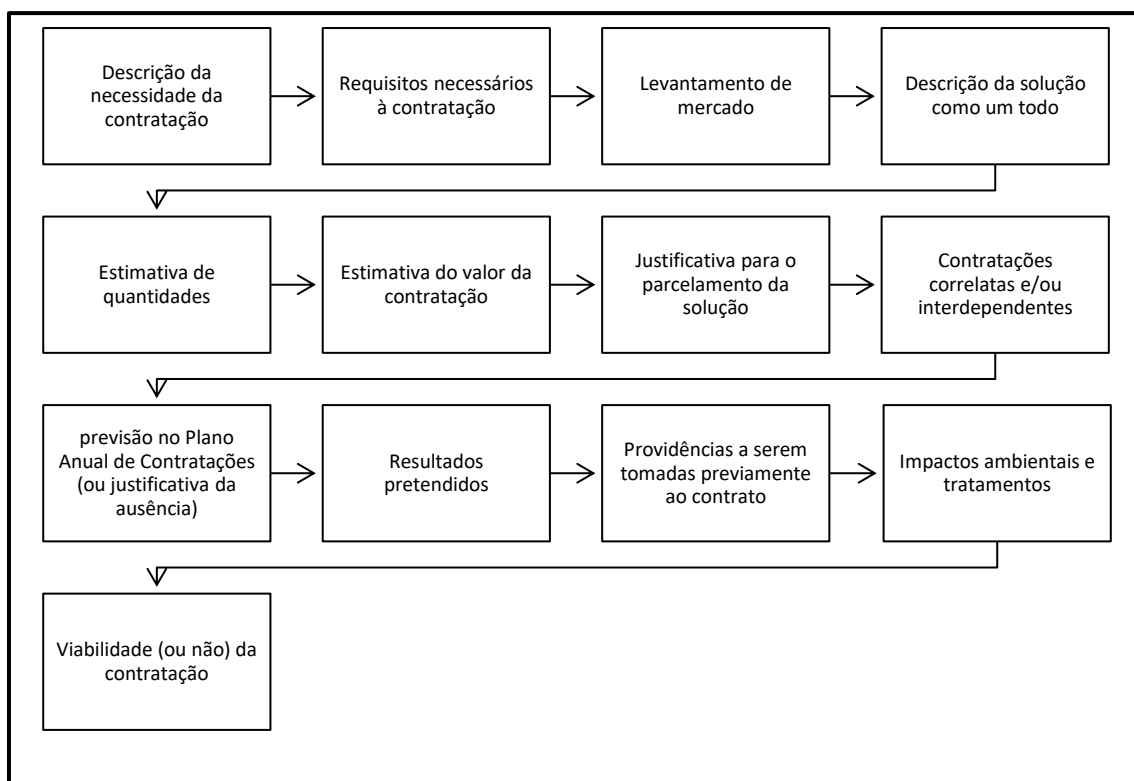 Descrição da
necessidade da
contratação
Requisitos necessários
à contratação
Levantamento de
mercado
Descrição da solução
como um todo
Estimativa de
quantidades
Estimativa do valor da
contratação
Justificativa para o
parcelamento da
solução
Contratações
correlatas e/ou
interdependentes
previsão no Plano
Anual de Contratações
(ou justificativa da
ausência)
Resultados
pretendidos
Providências a serem
tomadas previamente
ao contrato
Impactos ambientais e
tratamentos
Viabilidade (ou não) da
contratação